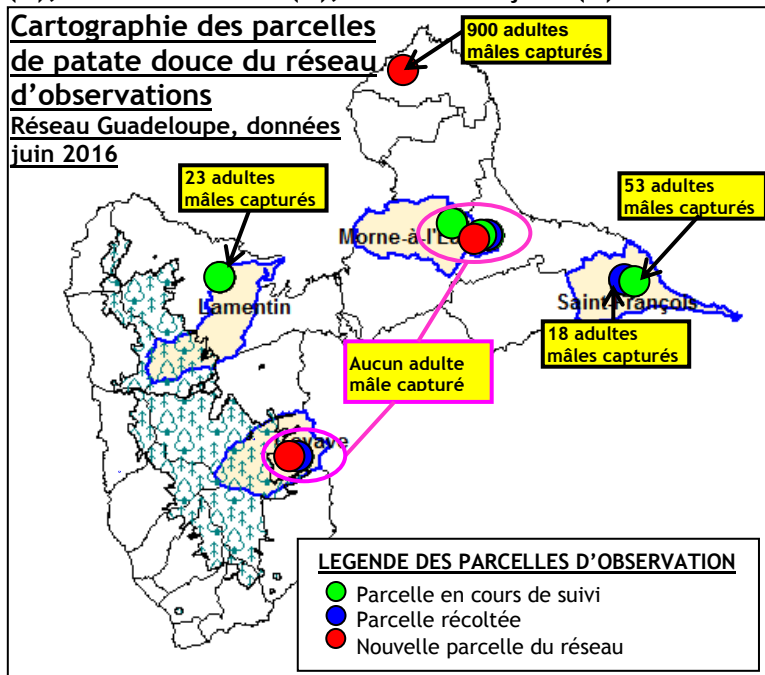 Cartographie des parcelles
de patate douce du réseau
d'observations
Réseau Guadeloupe, données
juin 2016
900 adultes
mâles capturés
23 adultes
mâles capturés
53 adultes
mâles capturés
Morne-à-l'
Lamentin
Saint-François
18 adultes
mâles capturés
Aucun adulte
mâle capturé
LEGENDE DES PARCELLES D'OBSERVATION
Parcelle en cours de suivi
Parcelle récoltée
Nouvelle parcelle du réseau